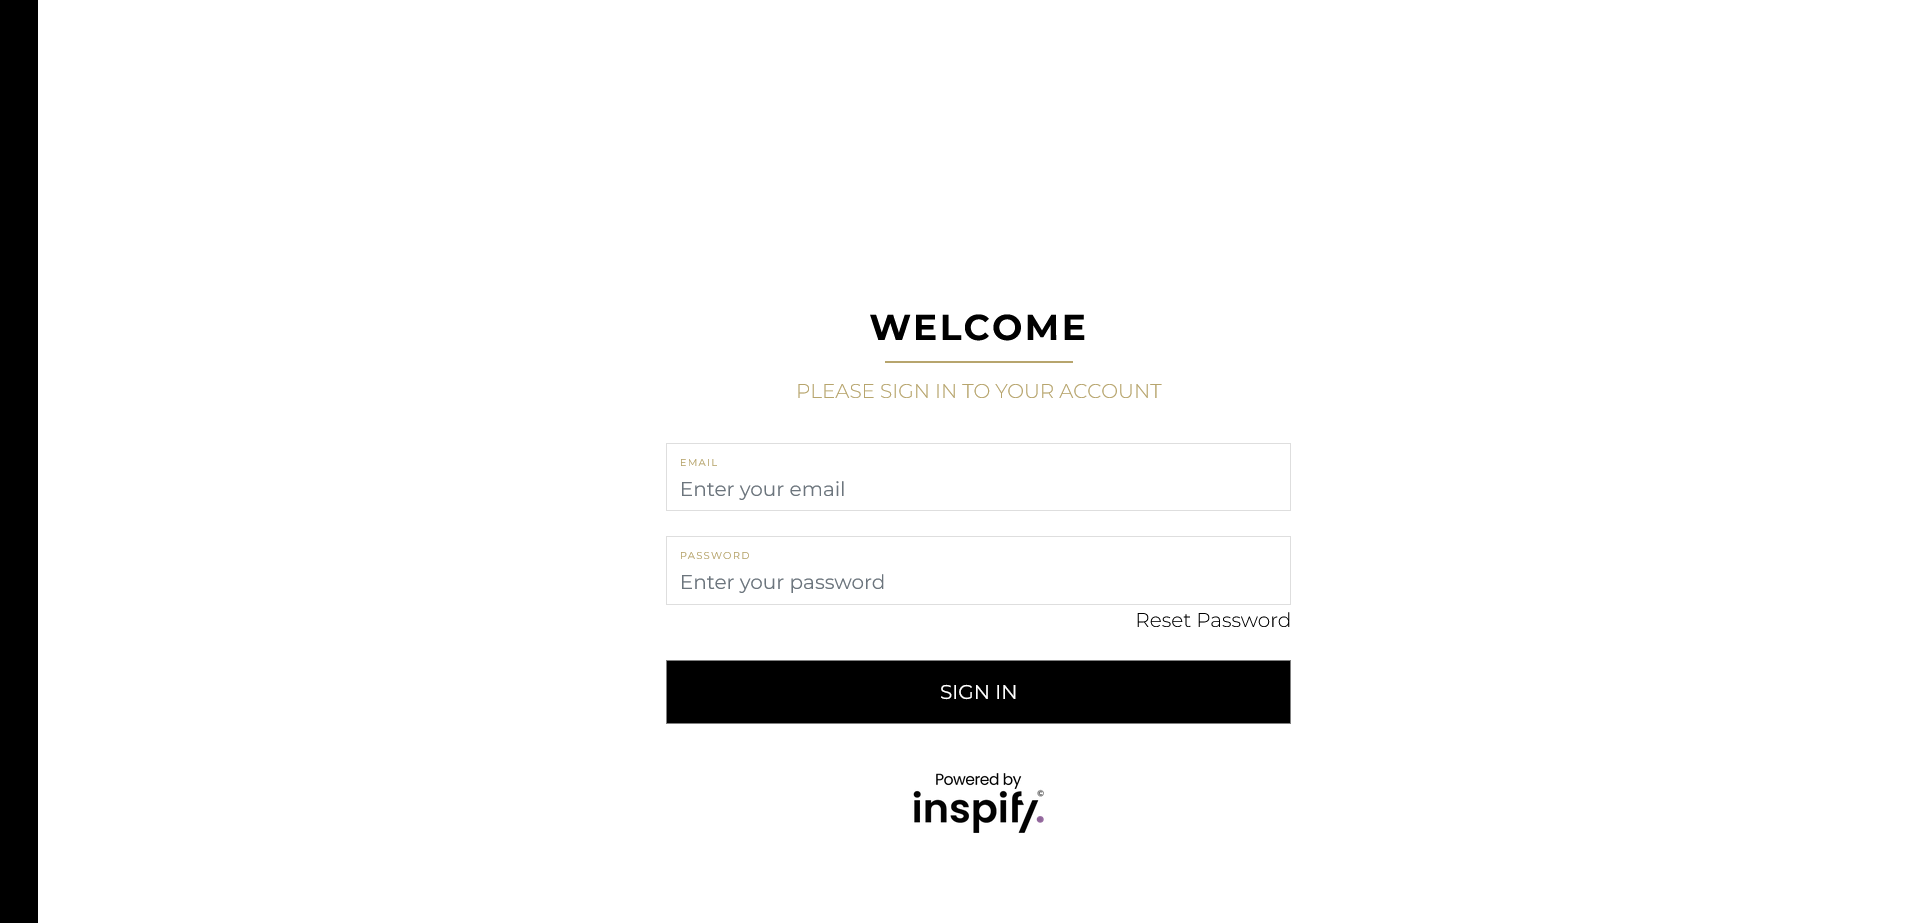 WELCOME
PLEASE SIGN IN TO YOUR ACCOUNT
EMAIL
Enter your email
PASSWORD
Enter your password
Reset Password
SIGN IN
Powered by
inspify.©